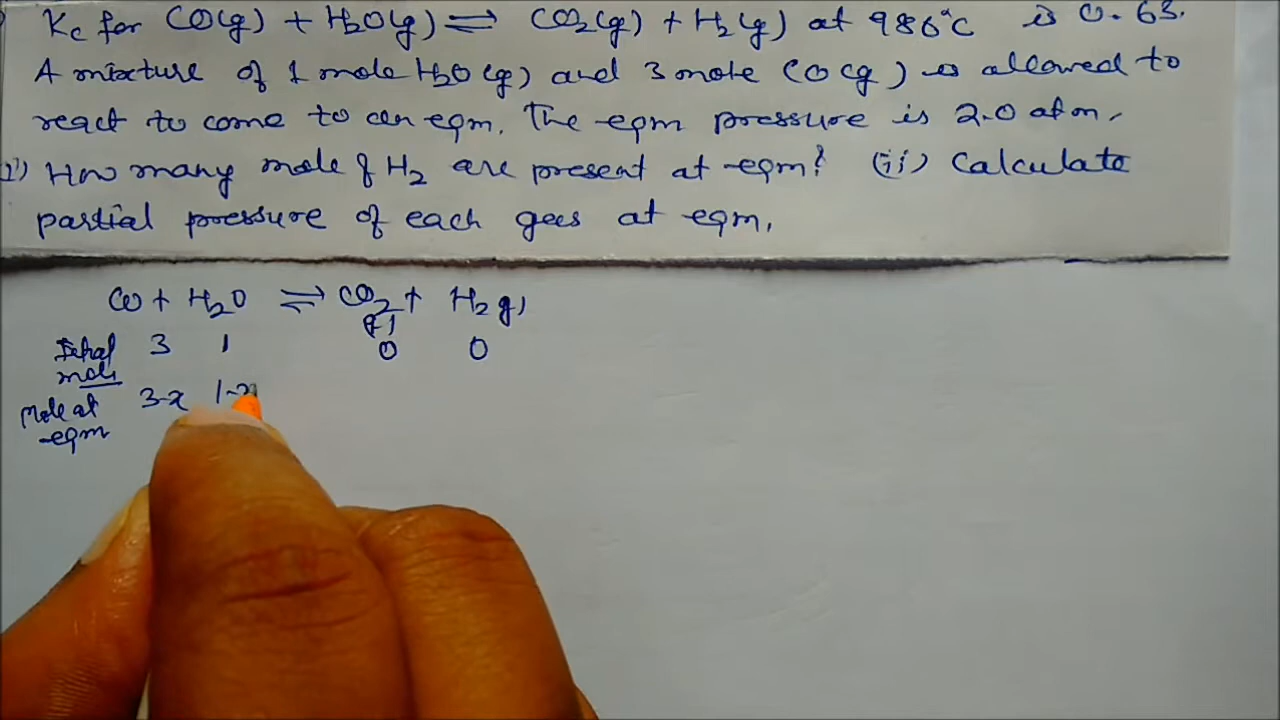 Kc for CO(g) + H2O(g) ⇌ CO2(g) + H2(g) at 986°C is 0.63.
A mixture of 1 mole H2O(g) and 3 mole CO(g) is allowed to
react to come to an eqm. The eqm pressure is 2.0 atm.
i) How many mole of H2 are present at eqm? (ii) Calculate
partial pressure of each gas at eqm.
CO + H2O ⇌ CO2 + H2(g)
(g)
3 1 0 0
mole
Mole at 3-x 1-x
eqm